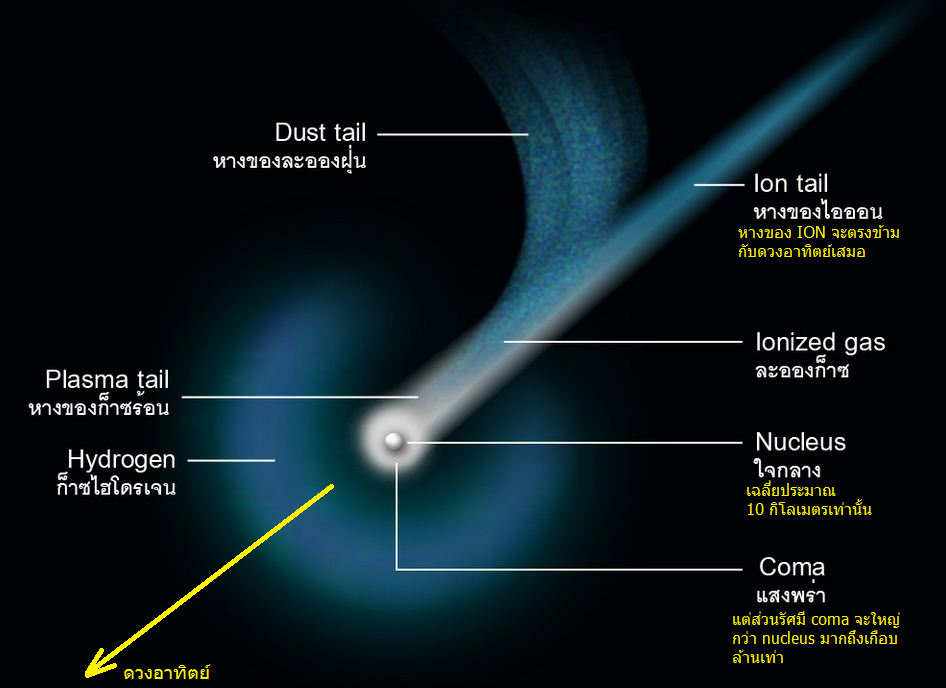 Dust tail
หางของละอองฝุ่น
Ion tail
หางของไอออน
หางของ ION จะตรงข้าม
กับดวงอาทิตย์เสมอ
Ionized gas
ละอองก็าซ
Plasma tail
หางของก็าซร้อน
Nucleus
ใจกลาง
เฉลี่ยประมาณ
10 กิโลเมตรเท่านั้น
Hydrogen
ก็าซไฮโดรเจน
Coma
แสงพร่า
แต่ส่วนรัศมี coma จะใหญ่
กว่า nucleus มากถึงเกือบ
ล้านเท่า
ดวงอาทิตย์